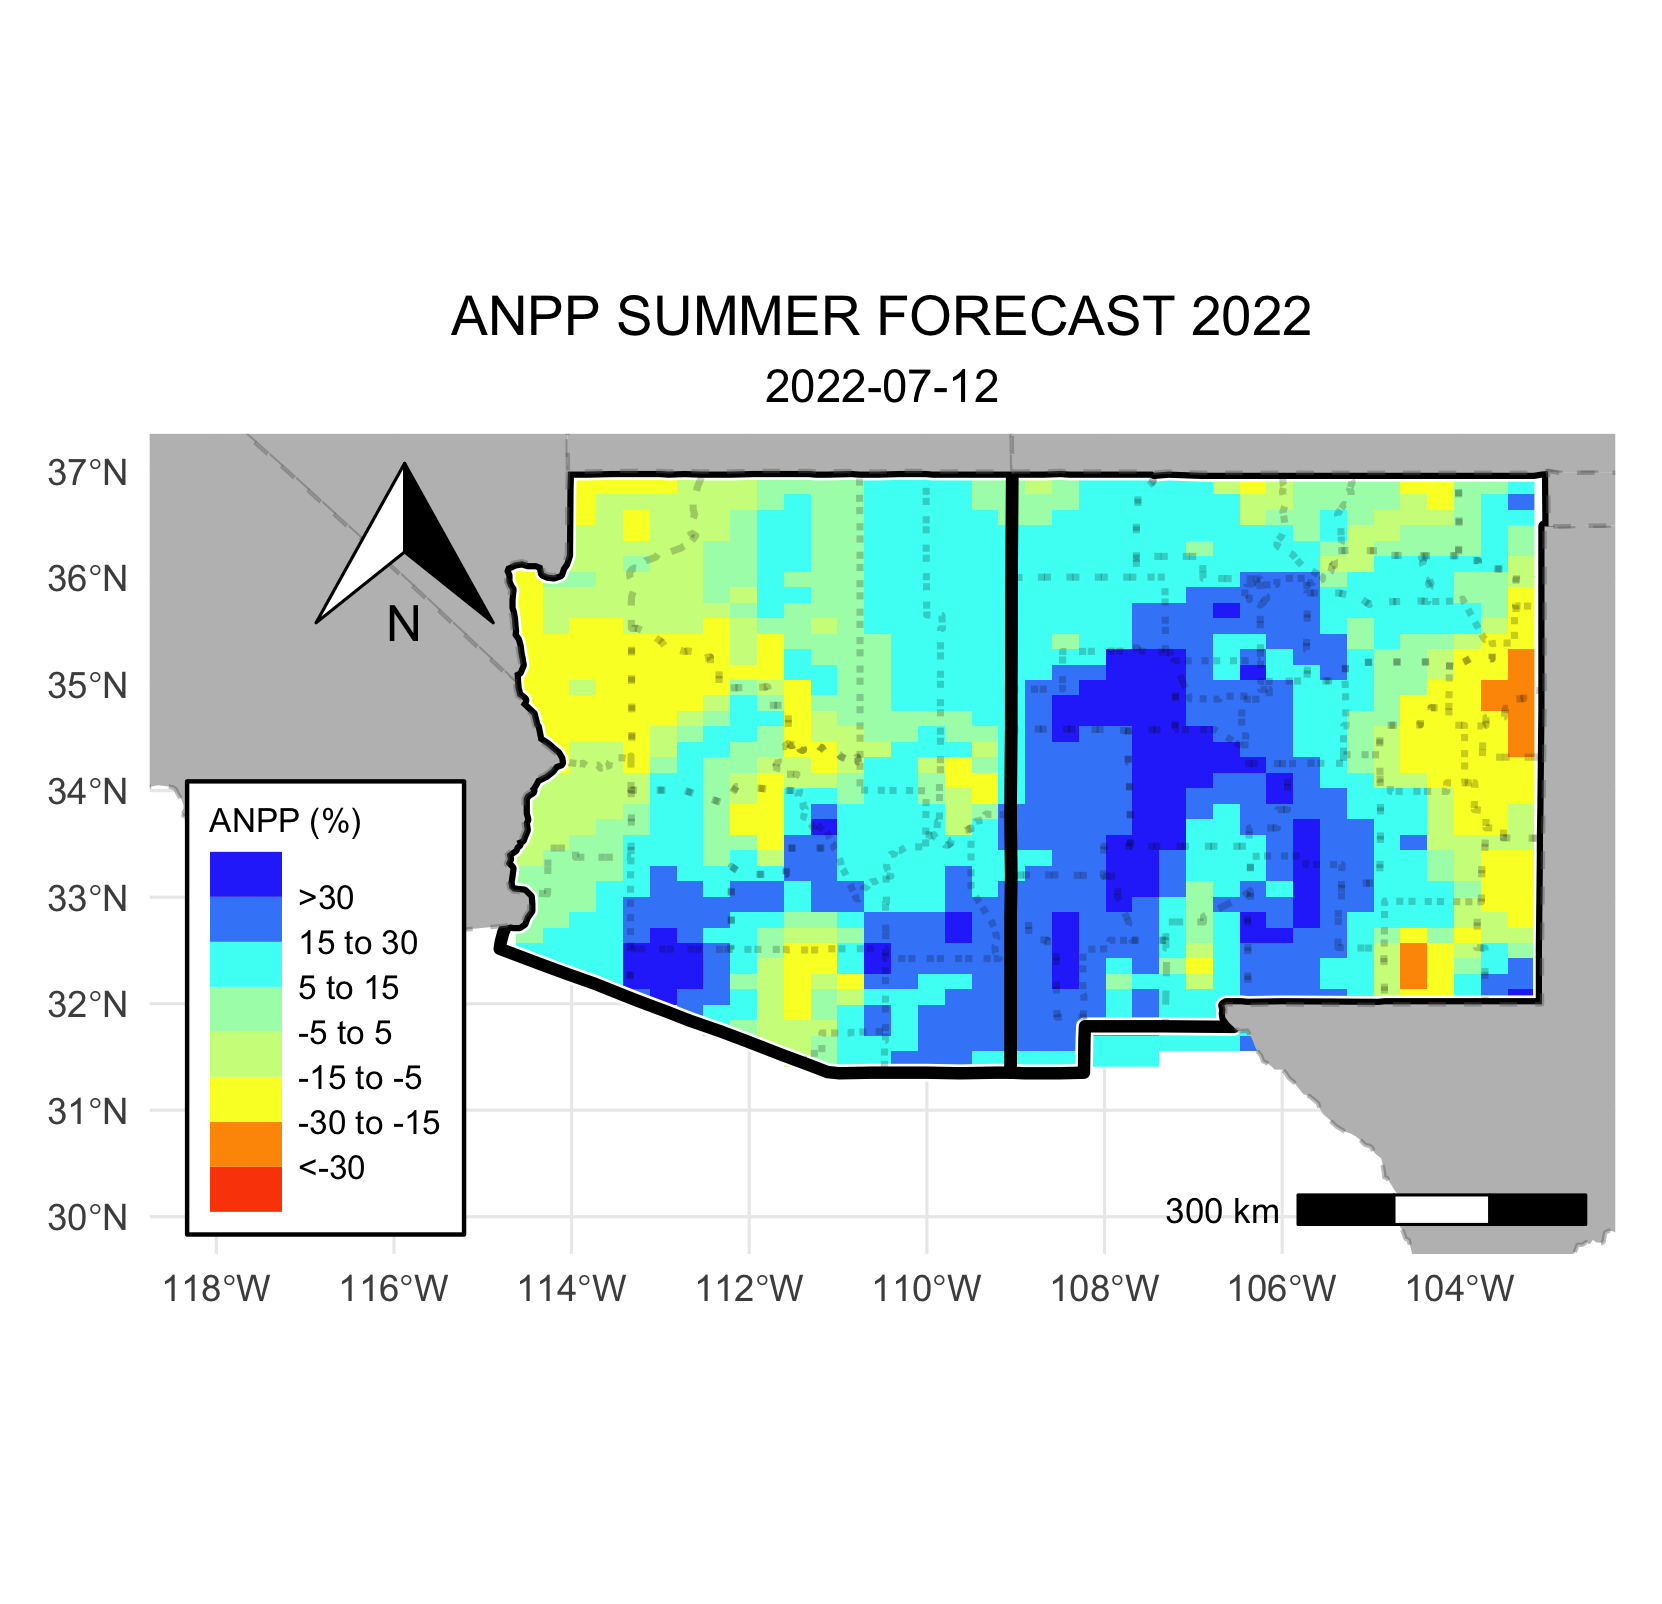 ANPP SUMMER FORECAST 2022
2022-07-12
37°N
36°N
35°N
34°N
33°N
32°N
31°N
30°N
N
ANPP (%)
>30
15 to 30
5 to 15
-5 to 5
-15 to -5
-30 to -15
<-30
300 km
118°W 116°W 114°W 112°W 110°W 108°W 106°W 104°W